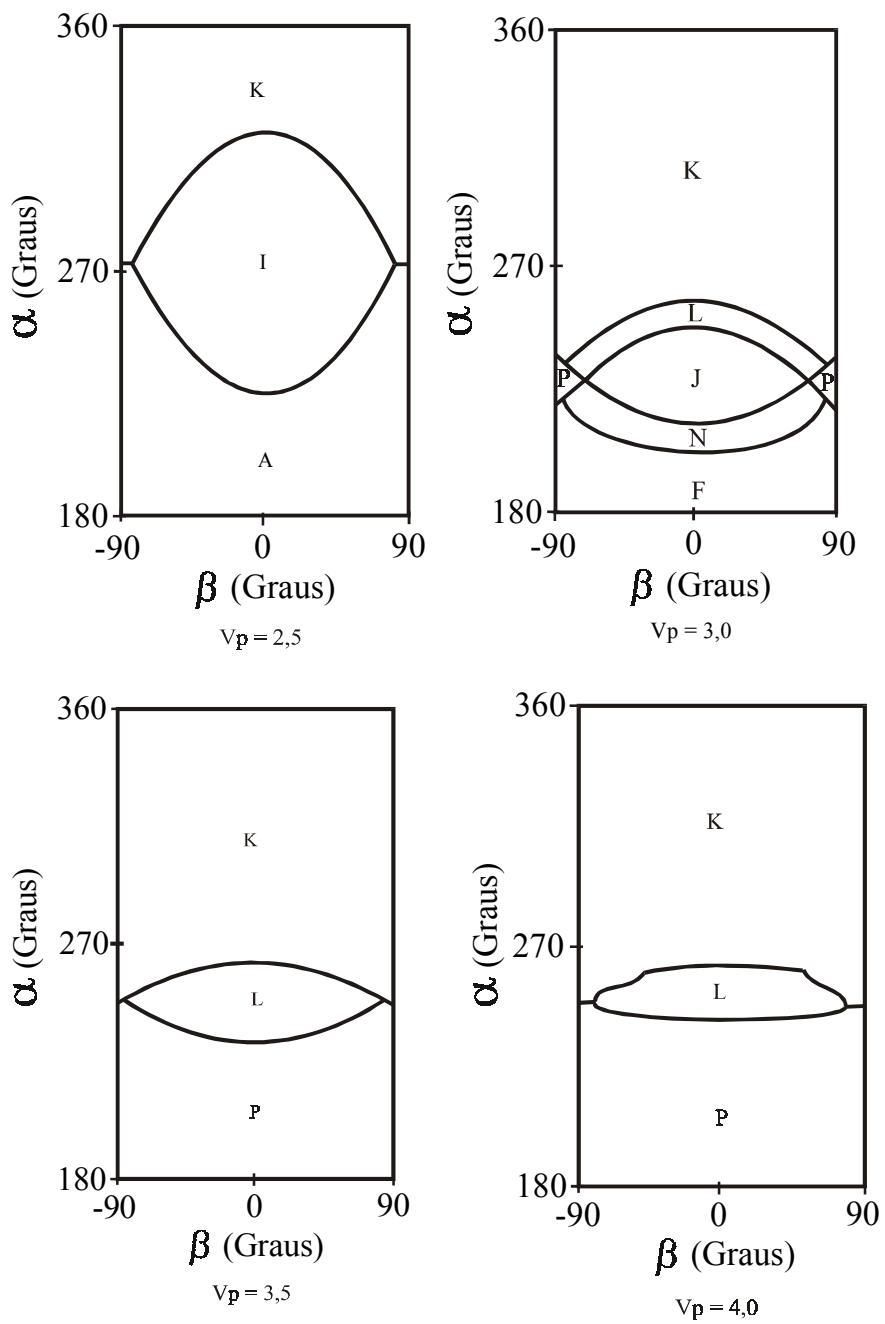 360
K
α (Graus)
270
I
A
180
-90
0
90
β (Graus)
Vp = 2,5
360
K
α (Graus)
270
L
P
J
P
N
F
180
-90
0
90
β (Graus)
Vp = 3,0
360
K
α (Graus)
270
L
P
180
-90
0
90
β (Graus)
Vp = 3,5
360
K
α (Graus)
270
L
P
180
-90
0
90
β (Graus)
Vp = 4,0